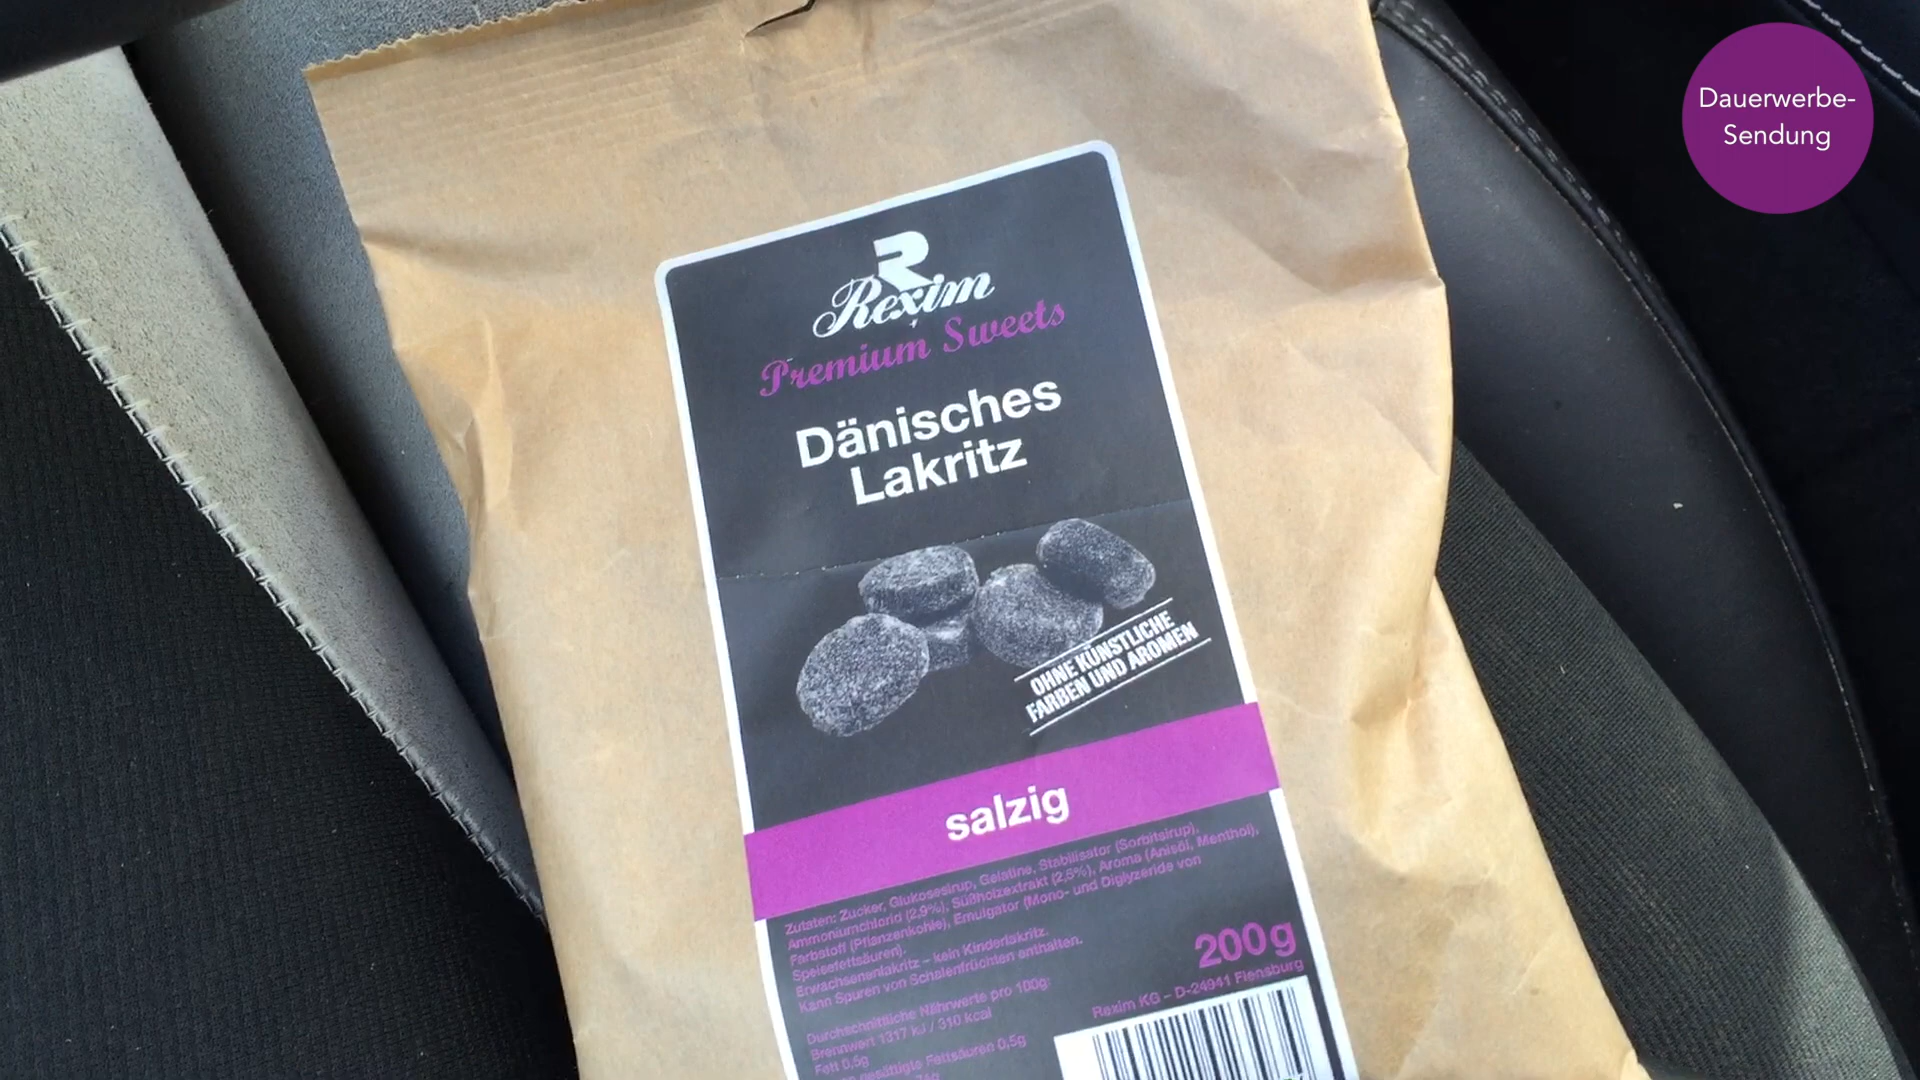 Dauerwerbe-
Sendung
R
Rexim
Premium Sweets
Dänisches
Lakritz
OHNE KÜNSTLICHE
FARBEN UND AROMEN
salzig
Zutaten: Zucker, Glukosesirup, Gelatine, Stabilisator (Sorbitsirup),
Ammoniumchlorid (2,9%), Süßholzextrakt (2,5%), Aroma (Anisöl, Menthol),
Farbstoff (Pflanzenkohle), Emulgator (Mono- und Diglyzeride von
Speisefettsäuren).
Erwachsenenlakritz – kein Kinderlakritz.
Kann Spuren von Schalenfrüchten enthalten.
200g
Rexim KG – D-24941 Flensburg
Durchschnittliche Nährwerte pro 100g:
Brennwert 1317 kJ / 310 kcal
Fett 0,5g
gesättigte Fettsäuren 0,5g